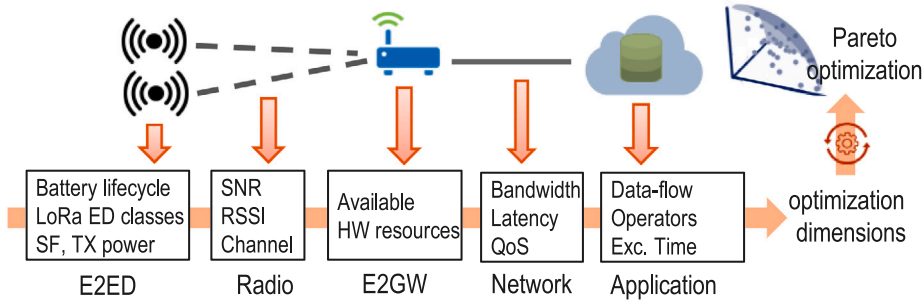 Pareto
optimization
Battery lifecycle
LoRa ED classes
SF, TX power
SNR
RSSI
Channel
Available
HW resources
Bandwidth
Latency
QoS
Data-flow
Operators
Exc. Time
optimization
dimensions
E2ED
Radio
E2GW
Network
Application